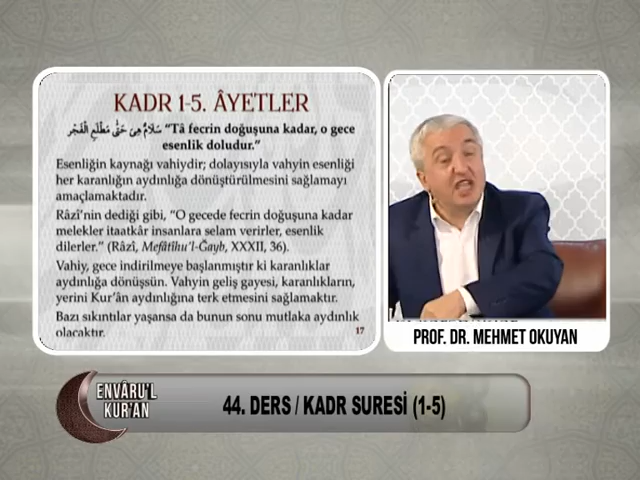 KADR 1-5. ÂYETLER
سَلَامٌ هِيَ حَتَّى مَطْلَعِ الْفَجْرِ “Tâ fecrin doğuşuna kadar, o gece
esenlik doludur.”
Esenliğin kaynağı vahiydir; dolayısıyla vahyin esenliği
her karanlığın aydınlığa dönüştürülmesini sağlamayı
amaçlamaktadır.
Râzî’nin dediği gibi, “O gecede fecrin doğuşuna kadar
melekler itaatkâr insanlara selam verirler, esenlik
dilerler.” (Râzî, Mefâtîhu’l-Ğayb, XXXII, 36).
Vahiy, gece indirilmeye başlanmıştır ki karanlıklar
aydınlığa dönüşsün. Vahyin geliş gayesi, karanlıkların,
yerini Kur’ân aydınlığına terk etmesini sağlamaktır.
Bazı sıkıntılar yaşansa da bunun sonu mutlaka aydınlık
olacaktır.
17
PROF. DR. MEHMET OKUYAN
ENVÂRU'L
KUR'AN
44. DERS / KADR SURESİ (1-5)